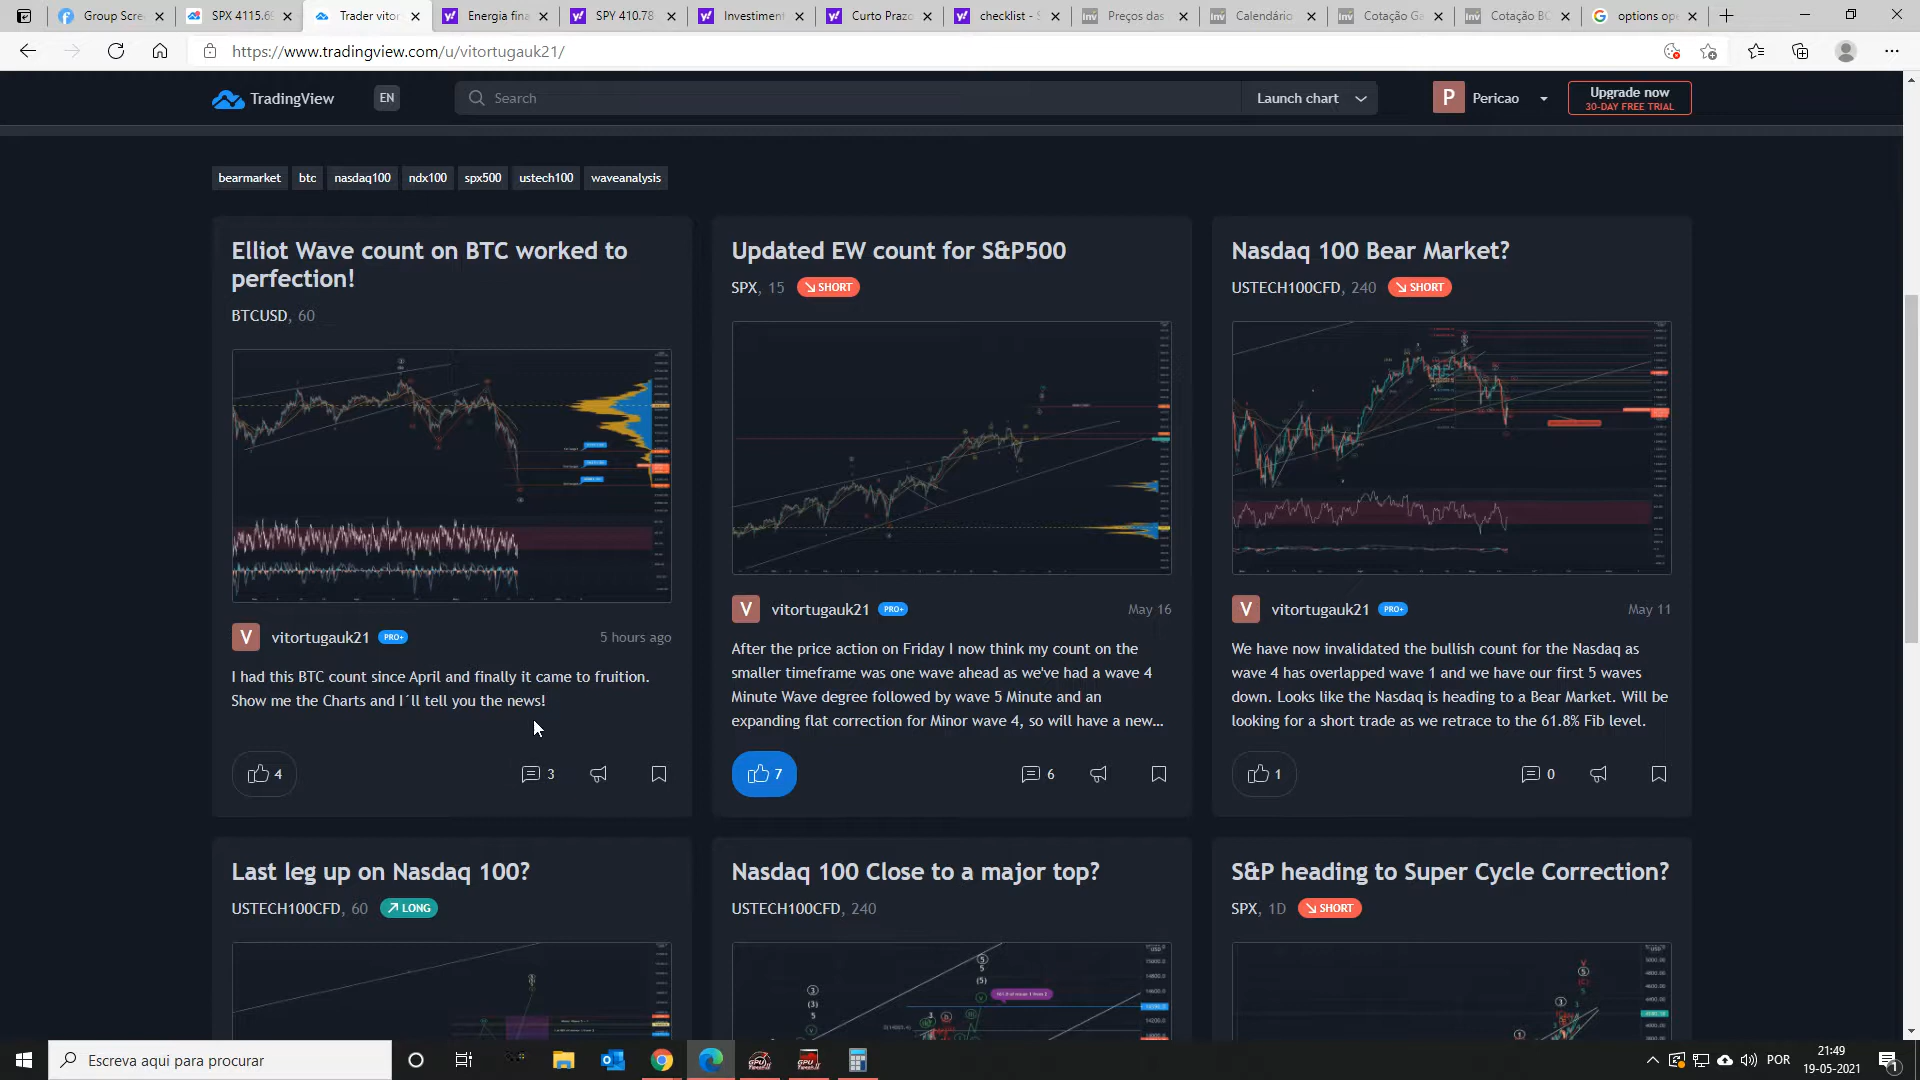 Group Scre
SPX 4115.6
Trader vitor
Energia fina
SPY 410.78
Investimen
Curto Prazo
checklist - S
Preços das
Calendário
Cotação Ga
Cotação BC
options ope
https://www.tradingview.com/u/vitortugauk21/
TradingView
EN
Search
Launch chart
P
Pericao
Upgrade now
30-DAY FREE TRIAL
bearmarket
btc
nasdaq100
ndx100
spx500
ustech100
waveanalysis
Elliot Wave count on BTC worked to
perfection!
BTCUSD, 60
V
vitortugauk21
PRO+
5 hours ago
I had this BTC count since April and finally it came to fruition.
Show me the Charts and I´ll tell you the news!
4
3
Updated EW count for S&P500
SPX, 15
SHORT
V
vitortugauk21
PRO+
May 16
After the price action on Friday I now think my count on the
smaller timeframe was one wave ahead as we've had a wave 4
Minute Wave degree followed by wave 5 Minute and an
expanding flat correction for Minor wave 4, so will have a new...
7
6
Nasdaq 100 Bear Market?
USTECH100CFD, 240
SHORT
V
vitortugauk21
PRO+
May 11
We have now invalidated the bullish count for the Nasdaq as
wave 4 has overlapped wave 1 and we have our first 5 waves
down. Looks like the Nasdaq is heading to a Bear Market. Will be
looking for a short trade as we retrace to the 61.8% Fib level.
1
0
Last leg up on Nasdaq 100?
USTECH100CFD, 60
LONG
Nasdaq 100 Close to a major top?
USTECH100CFD, 240
S&P heading to Super Cycle Correction?
SPX, 1D
SHORT
Escreva aqui para procurar
POR
21:49
19-05-2021
1